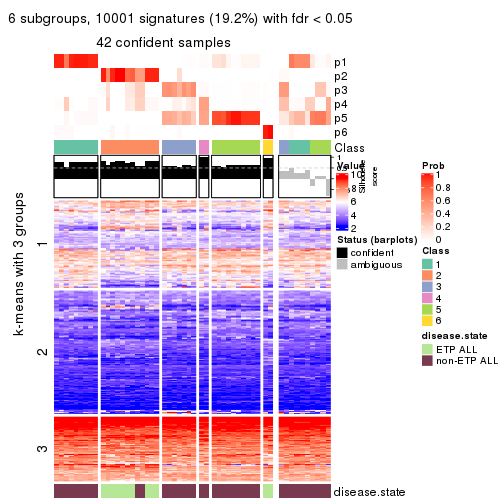 6 subgroups, 10001 signatures (19.2%) with fdr < 0.05
42 confident samples
p1
p2
p3
p4
p5
p6
Class
1
score
Value
10
8
6
4
2
Status (barplots)
confident
ambiguous
Prob
1
0.8
0.6
0.4
0.2
0
Class
1
2
3
4
5
6
disease.state
ETP ALL
non-ETP ALL
k-means with 3 groups
1
2
3
disease.state